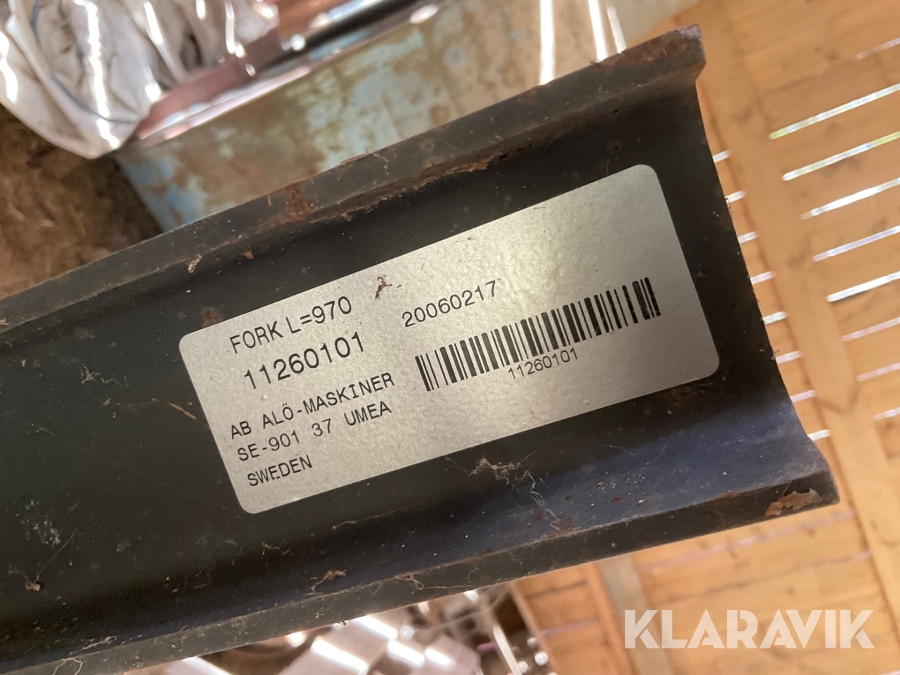 FORK L=970
11260101
20060217
11260101
AB ALÖ-MASKINER
SE-901 37 UMEA
SWEDEN
KLARAVIK